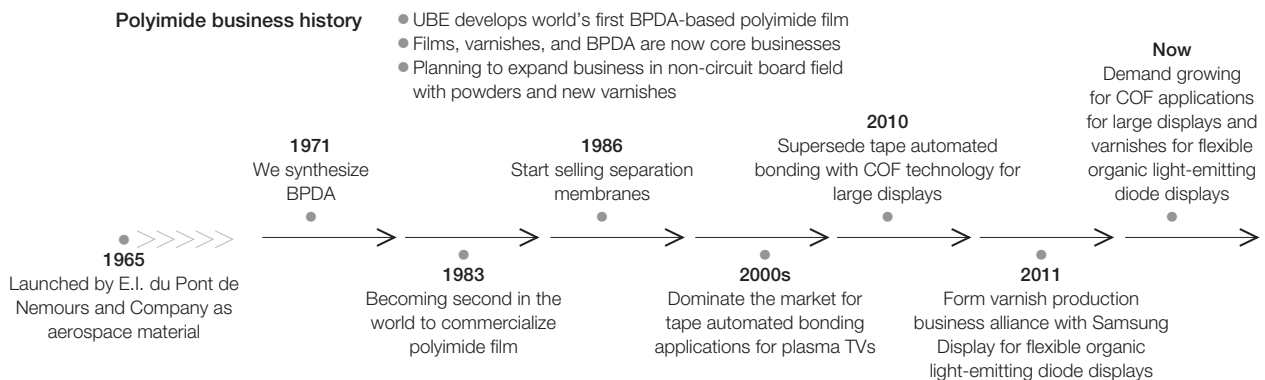 Polyimide business history
● UBE develops world's first BPDA-based polyimide film
● Films, varnishes, and BPDA are now core businesses
● Planning to expand business in non-circuit board field
with powders and new varnishes
1965
Launched by E.I. du Pont de
Nemours and Company as
aerospace material
1971
We synthesize
BPDA
1983
Becoming second in the
world to commercialize
polyimide film
1986
Start selling separation
membranes
2000s
Dominate the market for
tape automated bonding
applications for plasma TVs
2010
Supersede tape automated
bonding with COF technology for
large displays
2011
Form varnish production
business alliance with Samsung
Display for flexible organic
light-emitting diode displays
Now
Demand growing
for COF applications
for large displays and
varnishes for flexible
organic light-emitting
diode displays